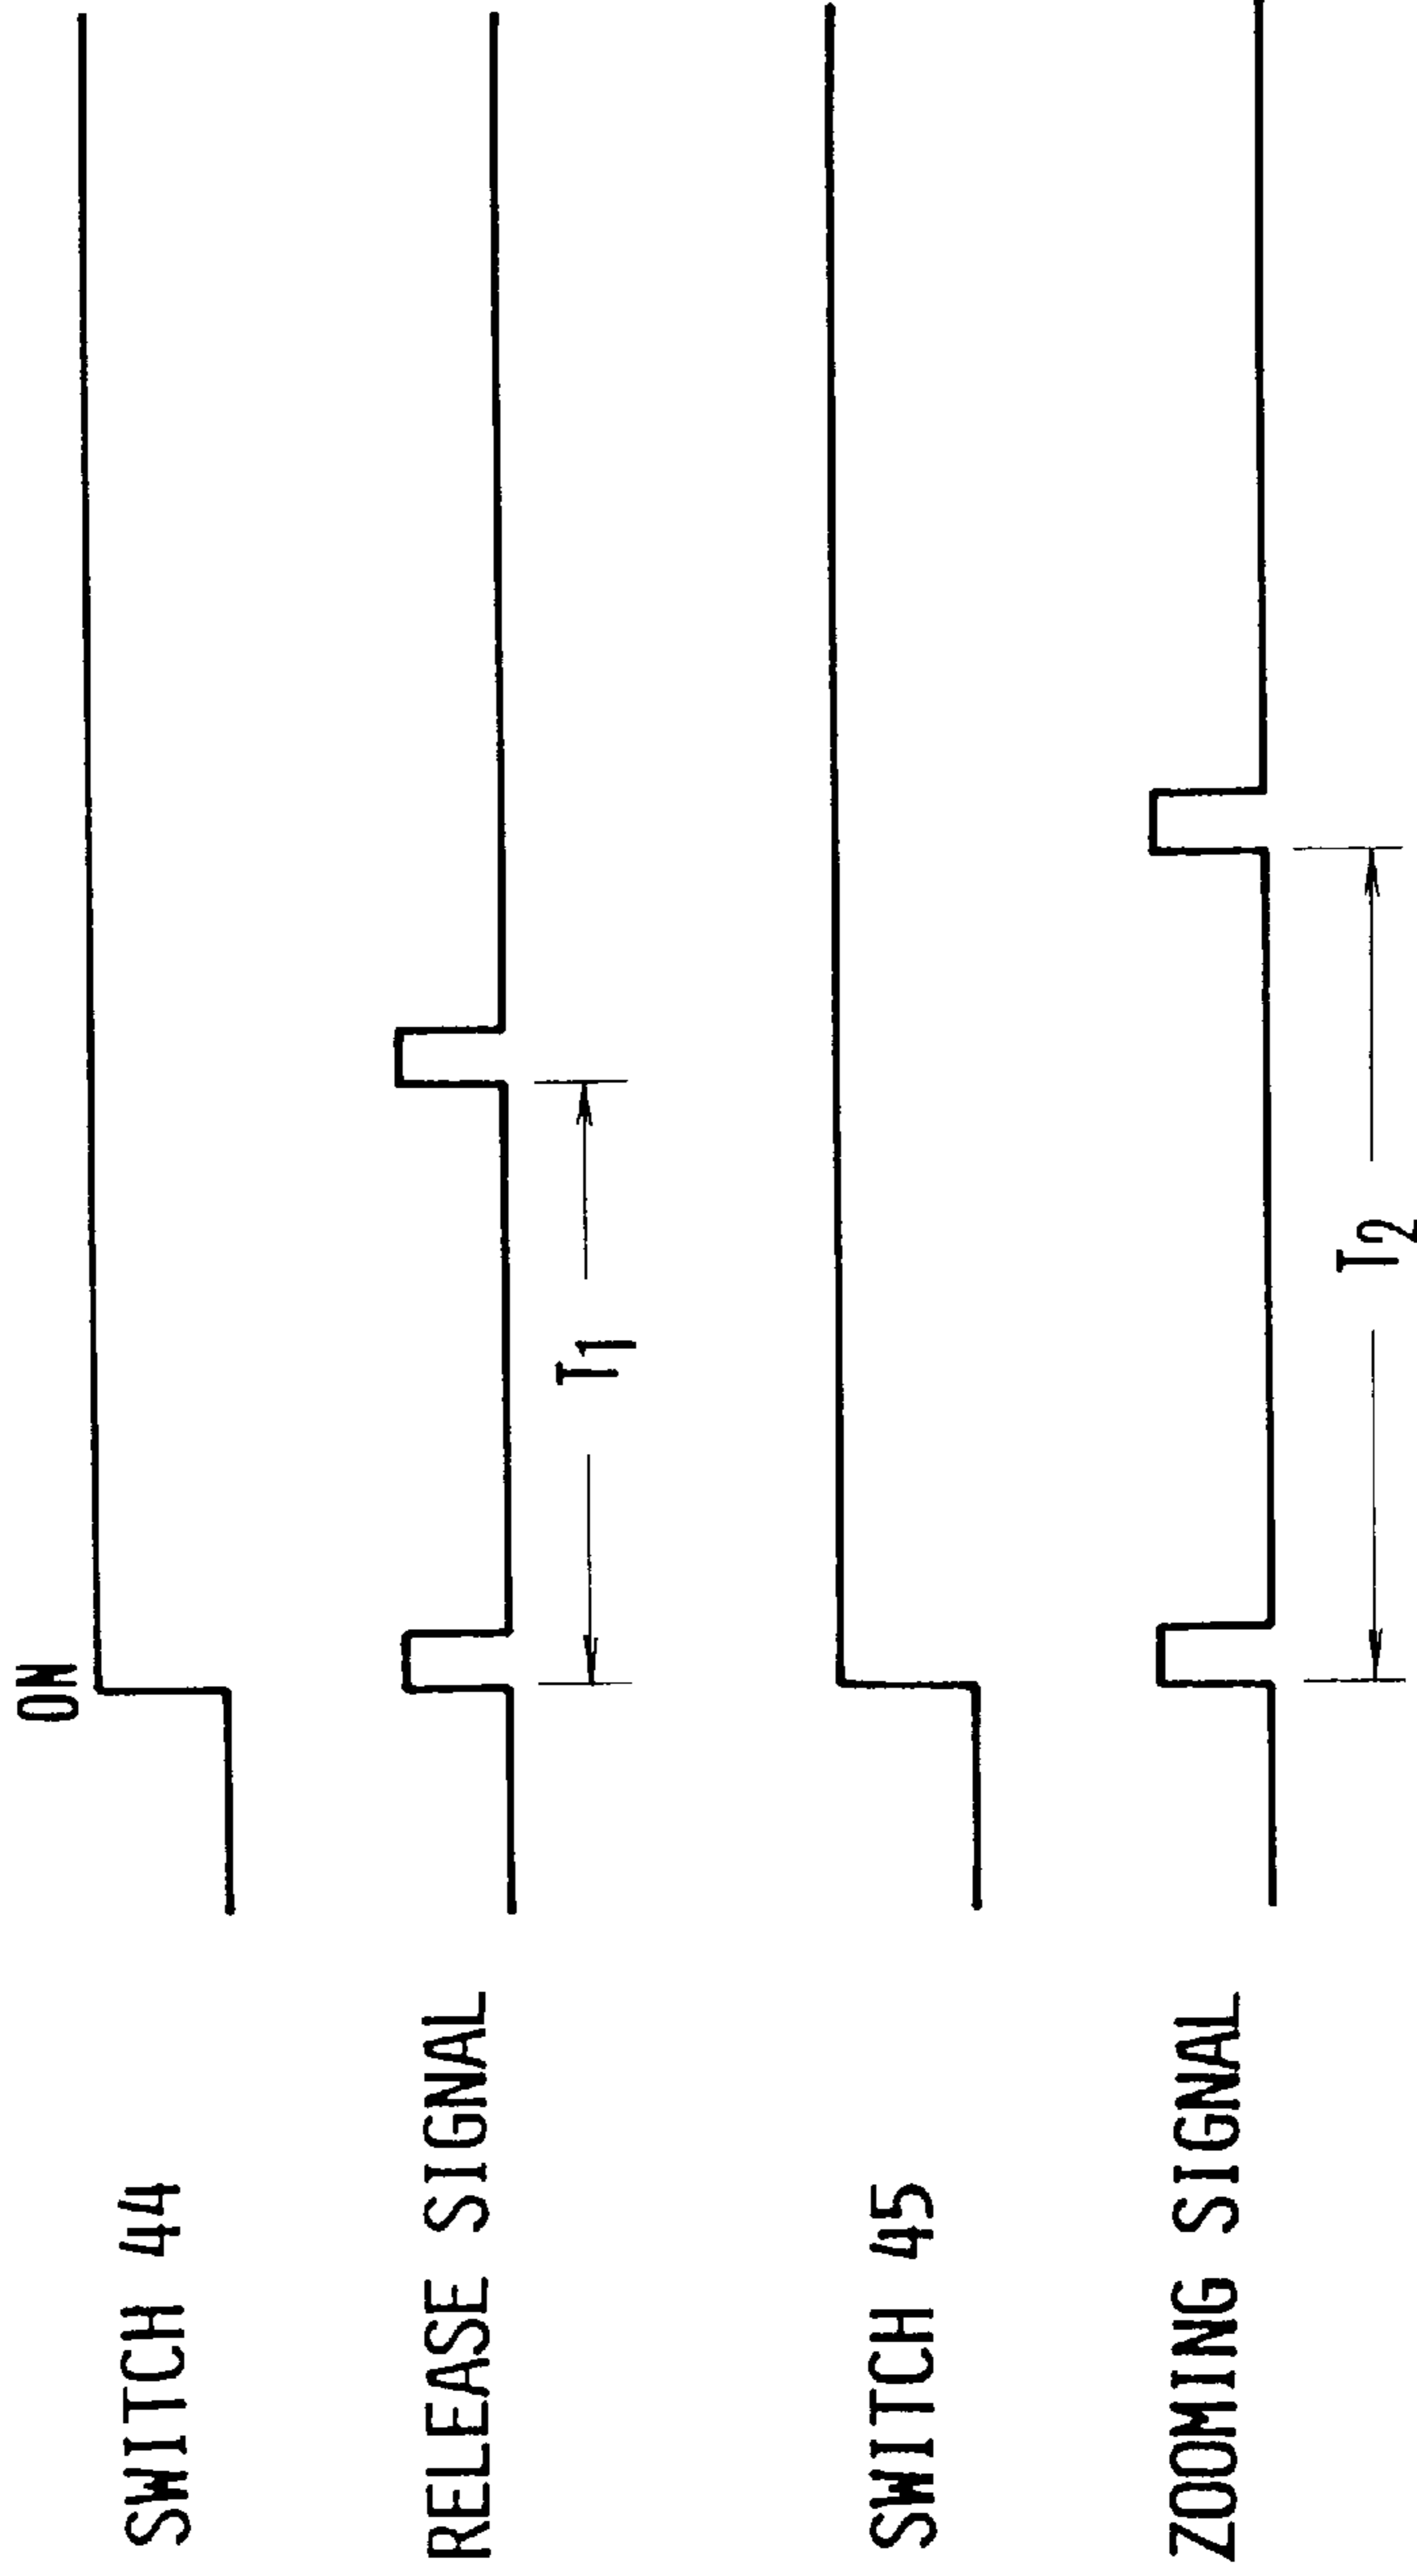 ON
SWITCH 44
RELEASE SIGNAL
T1
SWITCH 45
ZOOMING SIGNAL
T2